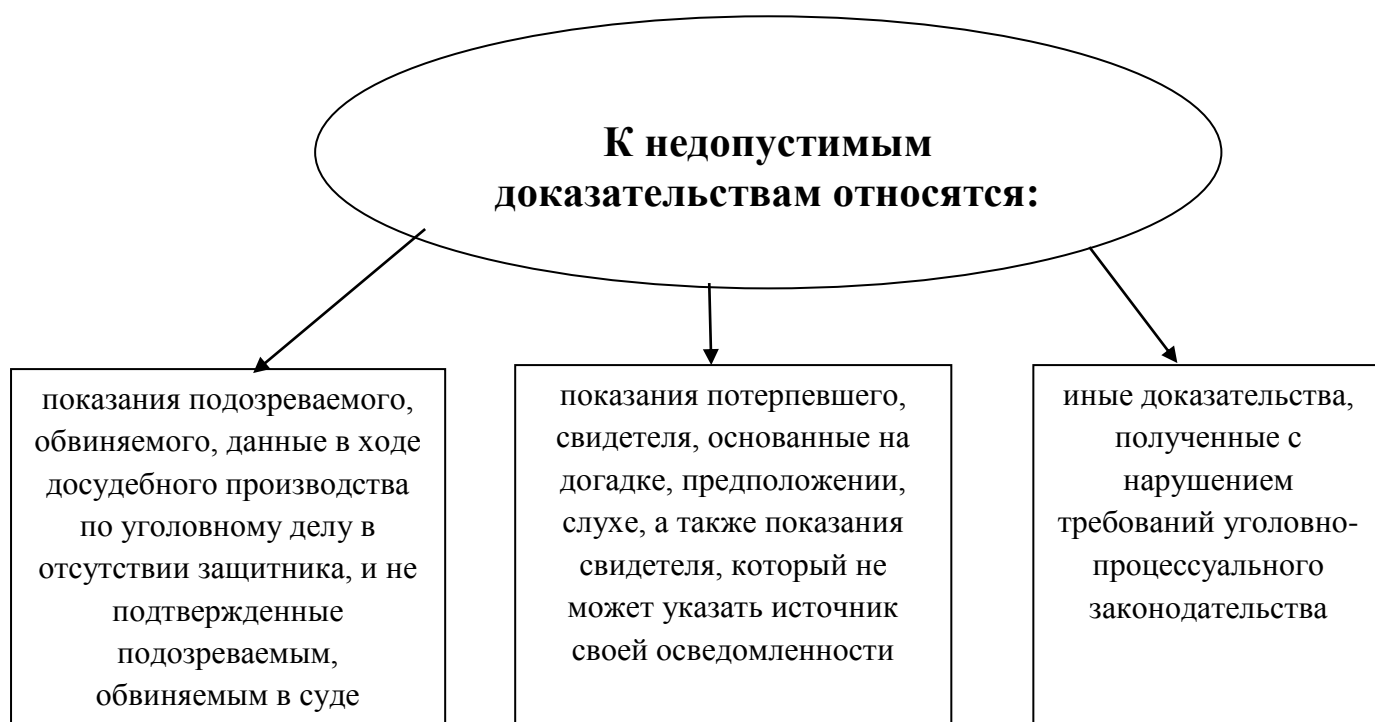 К недопустимым
доказательствам относятся:
показания подозреваемого,
обвиняемого, данные в ходе
досудебного производства
по уголовному делу в
отсутствии защитника, и не
подтвержденные
подозреваемым,
обвиняемым в суде
показания потерпевшего,
свидетеля, основанные на
догадке, предположении,
слухе, а также показания
свидетеля, который не
может указать источник
своей осведомленности
иные доказательства,
полученные с
нарушением
требований уголовно-
процессуального
законодательства